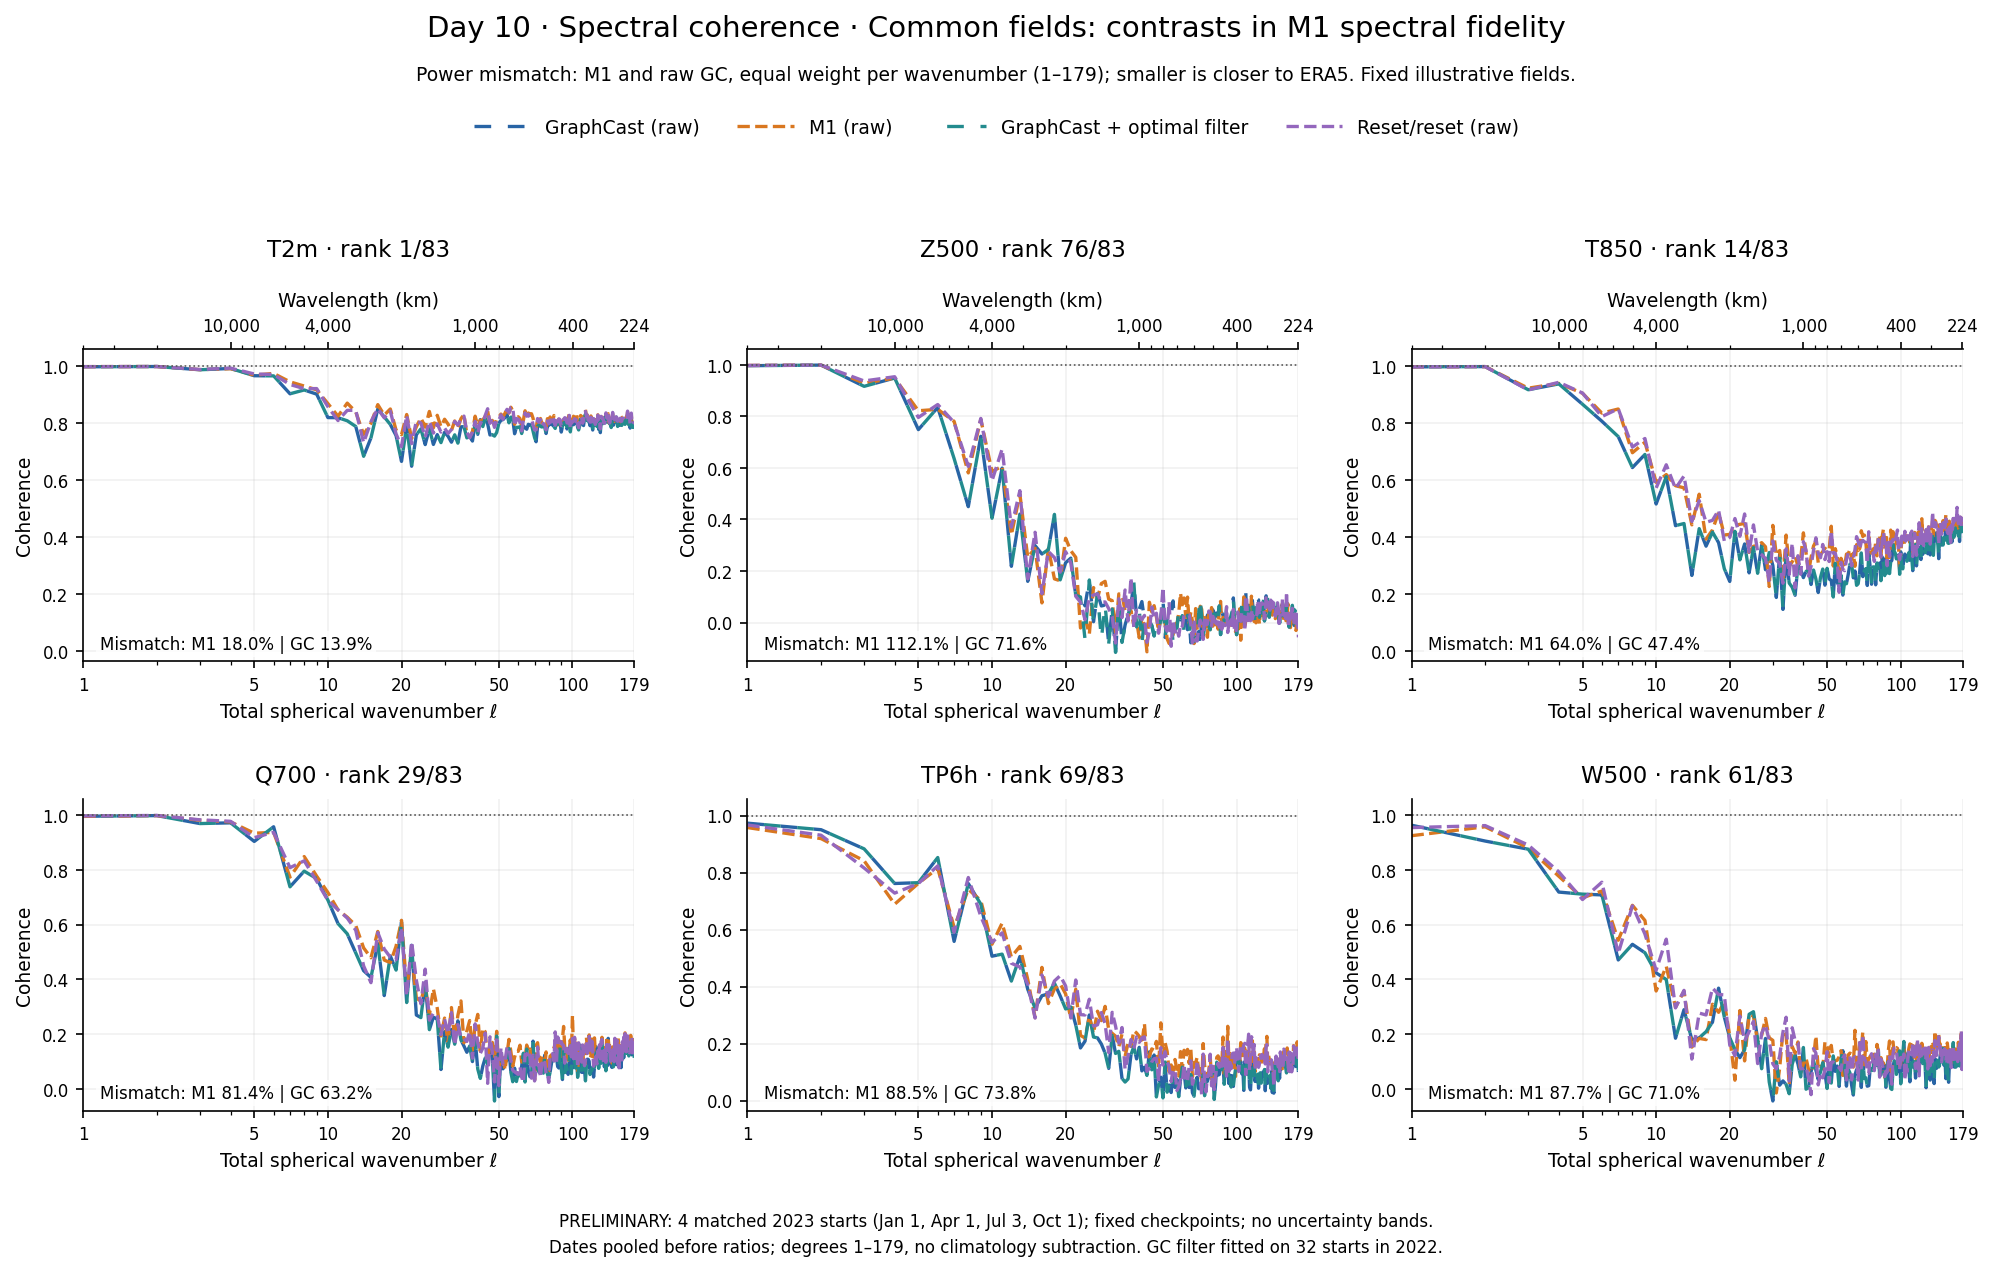 Day 10 · Spectral coherence · Common fields: contrasts in M1 spectral fidelity
Power mismatch: M1 and raw GC, equal weight per wavenumber (1–179); smaller is closer to ERA5. Fixed illustrative fields.
GraphCast (raw) M1 (raw) GraphCast + optimal filter Reset/reset (raw)
T2m · rank 1/83
Wavelength (km)
10,000 4,000 1,000 400 224
1.0
0.8
0.6
0.4
0.2
0.0
Coherence
Mismatch: M1 18.0% | GC 13.9%
1 5 10 20 50 100 179
Total spherical wavenumber ℓ
Z500 · rank 76/83
Wavelength (km)
10,000 4,000 1,000 400 224
1.0
0.8
0.6
0.4
0.2
0.0
Coherence
Mismatch: M1 112.1% | GC 71.6%
1 5 10 20 50 100 179
Total spherical wavenumber ℓ
T850 · rank 14/83
Wavelength (km)
10,000 4,000 1,000 400 224
1.0
0.8
0.6
0.4
0.2
0.0
Coherence
Mismatch: M1 64.0% | GC 47.4%
1 5 10 20 50 100 179
Total spherical wavenumber ℓ
Q700 · rank 29/83
1.0
0.8
0.6
0.4
0.2
0.0
Coherence
Mismatch: M1 81.4% | GC 63.2%
1 5 10 20 50 100 179
Total spherical wavenumber ℓ
TP6h · rank 69/83
1.0
0.8
0.6
0.4
0.2
0.0
Coherence
Mismatch: M1 88.5% | GC 73.8%
1 5 10 20 50 100 179
Total spherical wavenumber ℓ
W500 · rank 61/83
1.0
0.8
0.6
0.4
0.2
0.0
Coherence
Mismatch: M1 87.7% | GC 71.0%
1 5 10 20 50 100 179
Total spherical wavenumber ℓ
PRELIMINARY: 4 matched 2023 starts (Jan 1, Apr 1, Jul 3, Oct 1); fixed checkpoints; no uncertainty bands.
Dates pooled before ratios; degrees 1–179, no climatology subtraction. GC filter fitted on 32 starts in 2022.